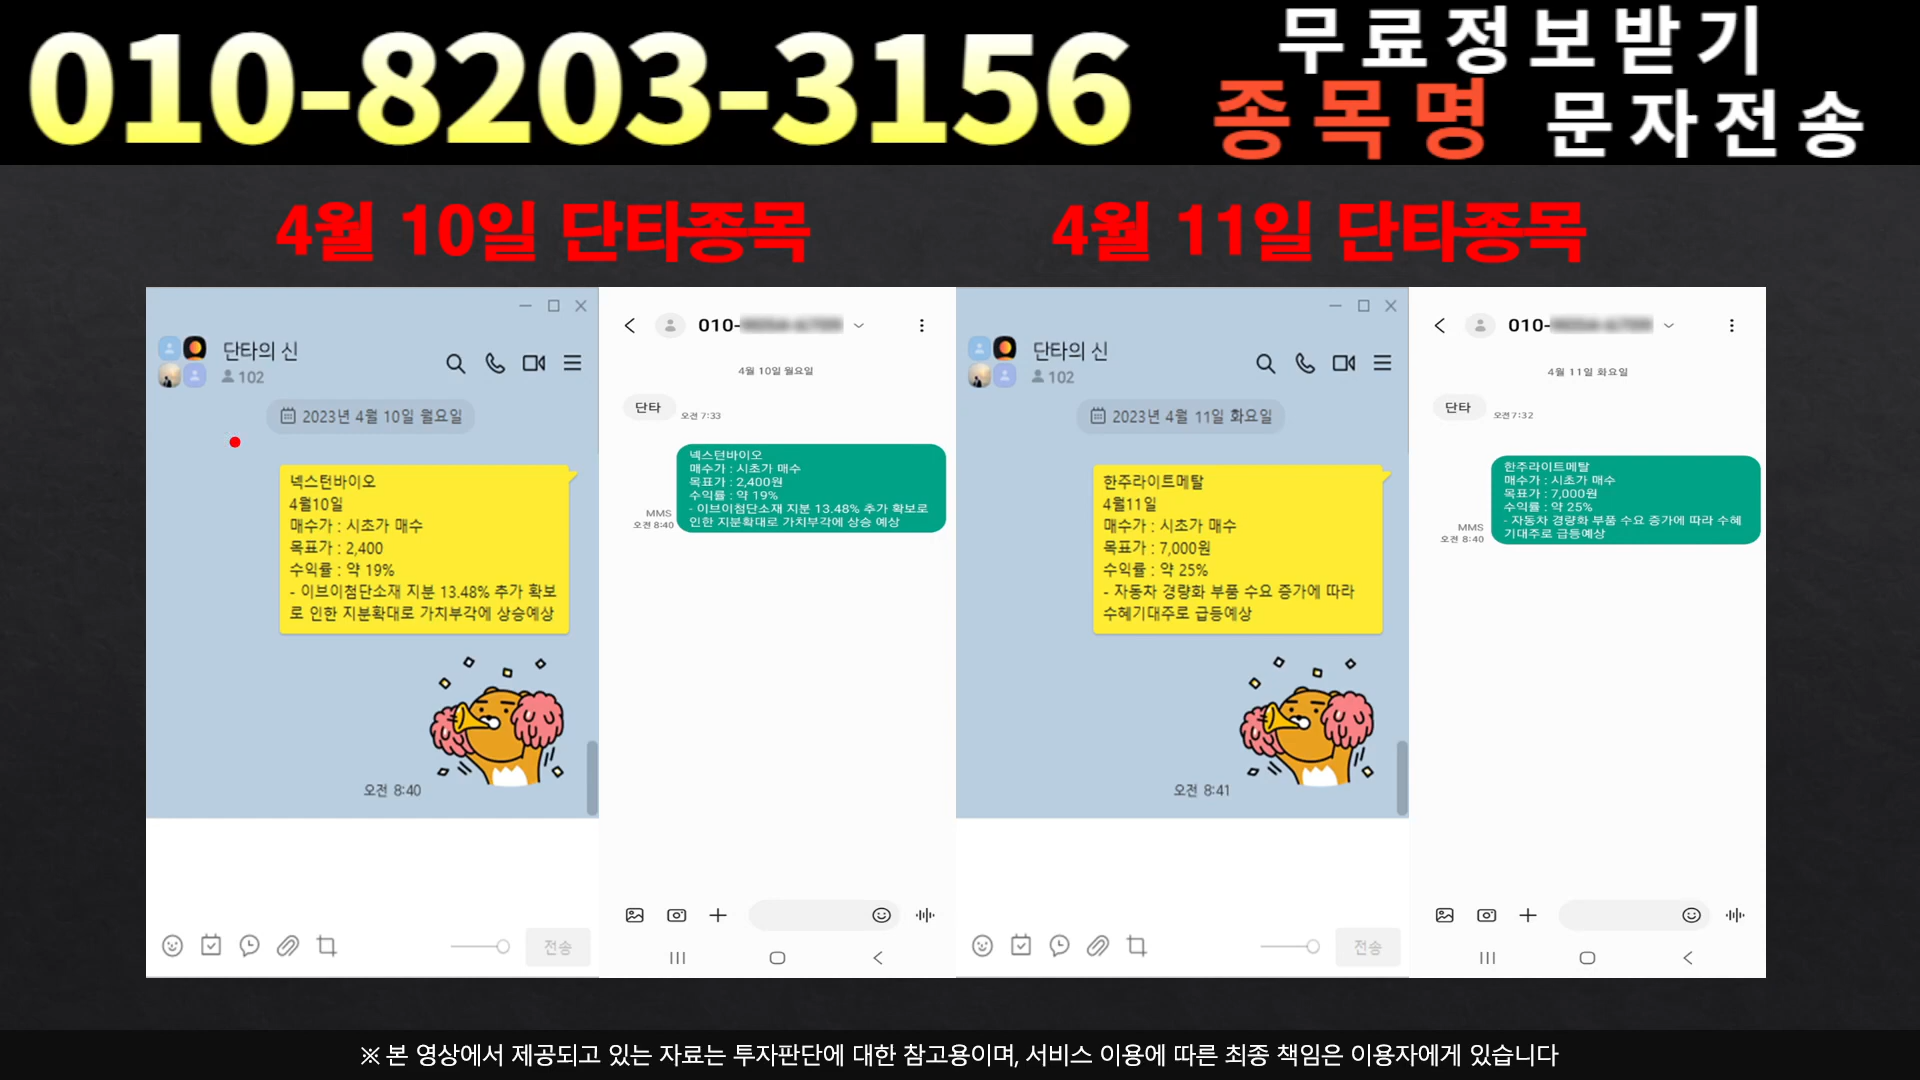 010-8203-3156
무료정보받기
종목명 문자전송
4월 10일 단타종목
4월 11일 단타종목
단타의 신
102
2023년 4월 10일 월요일
넥스턴바이오
4월10일
매수가 : 시초가 매수
목표가 : 2,400
수익률 : 약 19%
- 이브이첨단소재 지분 13.48% 추가 확보
로 인한 지분확대로 가치부각에 상승예상
오전 8:40
전송
010-
4월 10일 월요일
단타
오전 7:33
넥스턴바이오
매수가 : 시초가 매수
목표가 : 2,400원
수익률 : 약 19%
- 이브이첨단소재 지분 13.48% 추가 확보로
인한 지분확대로 가치부각에 상승 예상
MMS
오전 8:40
단타의 신
102
2023년 4월 11일 화요일
한주라이트메탈
4월11일
매수가 : 시초가 매수
목표가 : 7,000원
수익률 : 약 25%
- 자동차 경량화 부품 수요 증가에 따라
수혜기대주로 급등예상
오전 8:41
전송
010-
4월 11일 화요일
단타
오전 7:32
한주라이트메탈
매수가 : 시초가 매수
목표가 : 7,000원
수익률 : 약 25%
- 자동차 경량화 부품 수요 증가에 따라 수혜
기대주로 급등예상
MMS
오전 8:40
※ 본 영상에서 제공되고 있는 자료는 투자판단에 대한 참고용이며, 서비스 이용에 따른 최종 책임은 이용자에게 있습니다